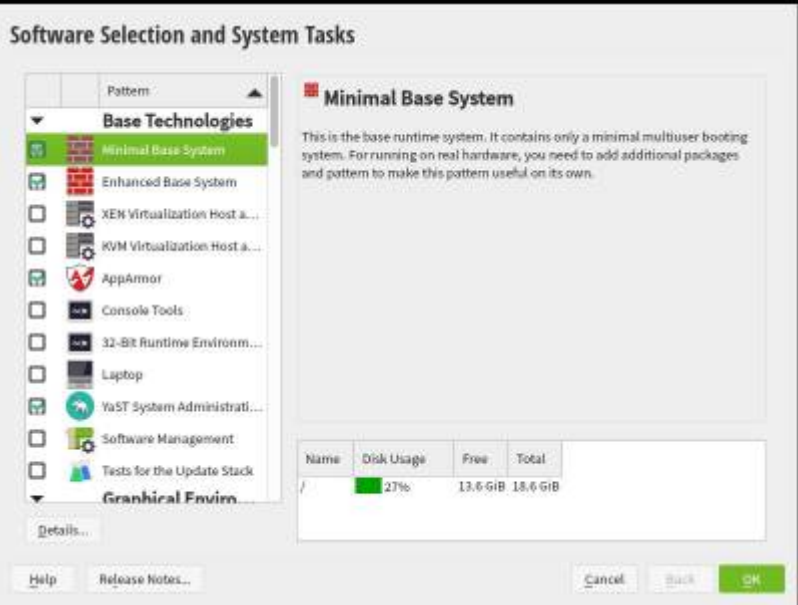 Software Selection and System Tasks
Pattern
Base Technologies
Minimal Base System
Enhanced Base System
XEN Virtualization Host a...
KVM Virtualization Host a...
AppArmor
Console Tools
32-Bit Runtime Environm...
Laptop
YaST System Administrati...
Software Management
Tests for the Update Stack
Graphical Enviro...
Details...
Minimal Base System
This is the base runtime system. It contains only a minimal multiuser booting
system. For running on real hardware, you need to add additional packages
and pattern to make this pattern useful on its own.
Name Disk Usage Free Total
/ 27% 13.6 GiB 18.6 GiB
Help Release Notes... Cancel Back OK